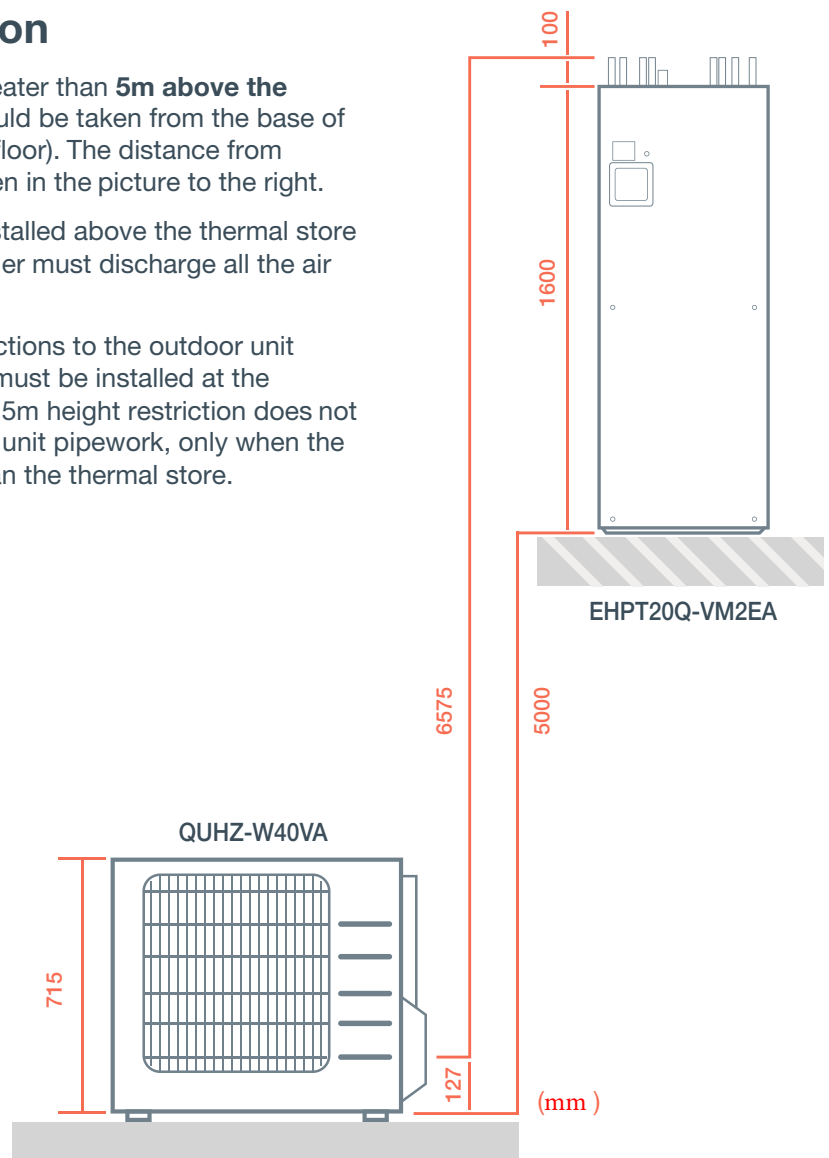 on
eater than 5m above the
uld be taken from the base of
floor). The distance from
en in the picture to the right.
stalled above the thermal store
er must discharge all the air
ctions to the outdoor unit
must be installed at the
5m height restriction does not
unit pipework, only when the
an the thermal store.
100
1600
EHPT20Q-VM2EA
6575
5000
QUHZ-W40VA
715
127
(mm )